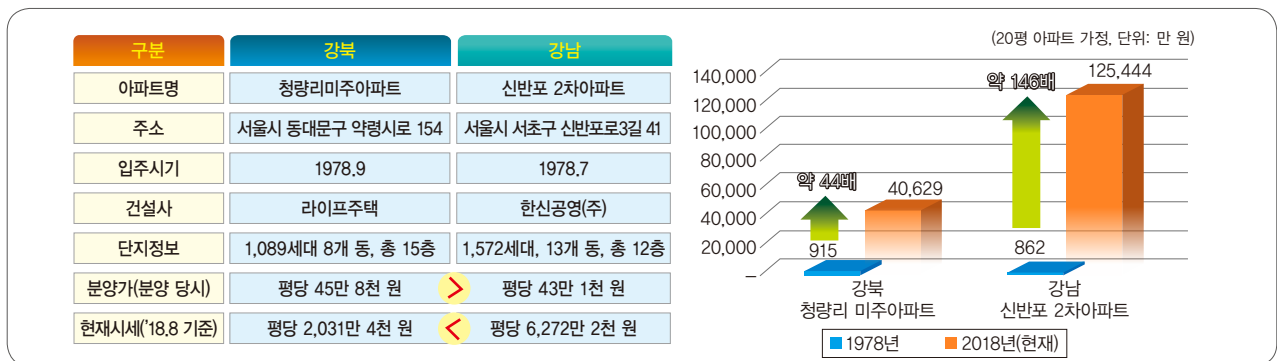 구분 강북 강남
아파트명 청량리미주아파트 신반포 2차아파트
주소 서울시 동대문구 약령시로 154 서울시 서초구 신반포로3길 41
입주시기 1978.9 1978.7
건설사 라이프주택 한신공영(주)
단지정보 1,089세대 8개 동, 총 15층 1,572세대, 13개 동, 총 12층
분양가(분양 당시) 평당 45만 8천 원 > 평당 43만 1천 원
현재시세('18.8 기준) 평당 2,031만 4천 원 < 평당 6,272만 2천 원
(20평 아파트 가정, 단위: 만 원)
140,000
120,000
100,000
80,000
60,000
40,000
20,000
–
약 44배
40,629
915
약 146배
125,444
862
강북
청량리 미주아파트
강남
신반포 2차아파트
1978년 2018년(현재)